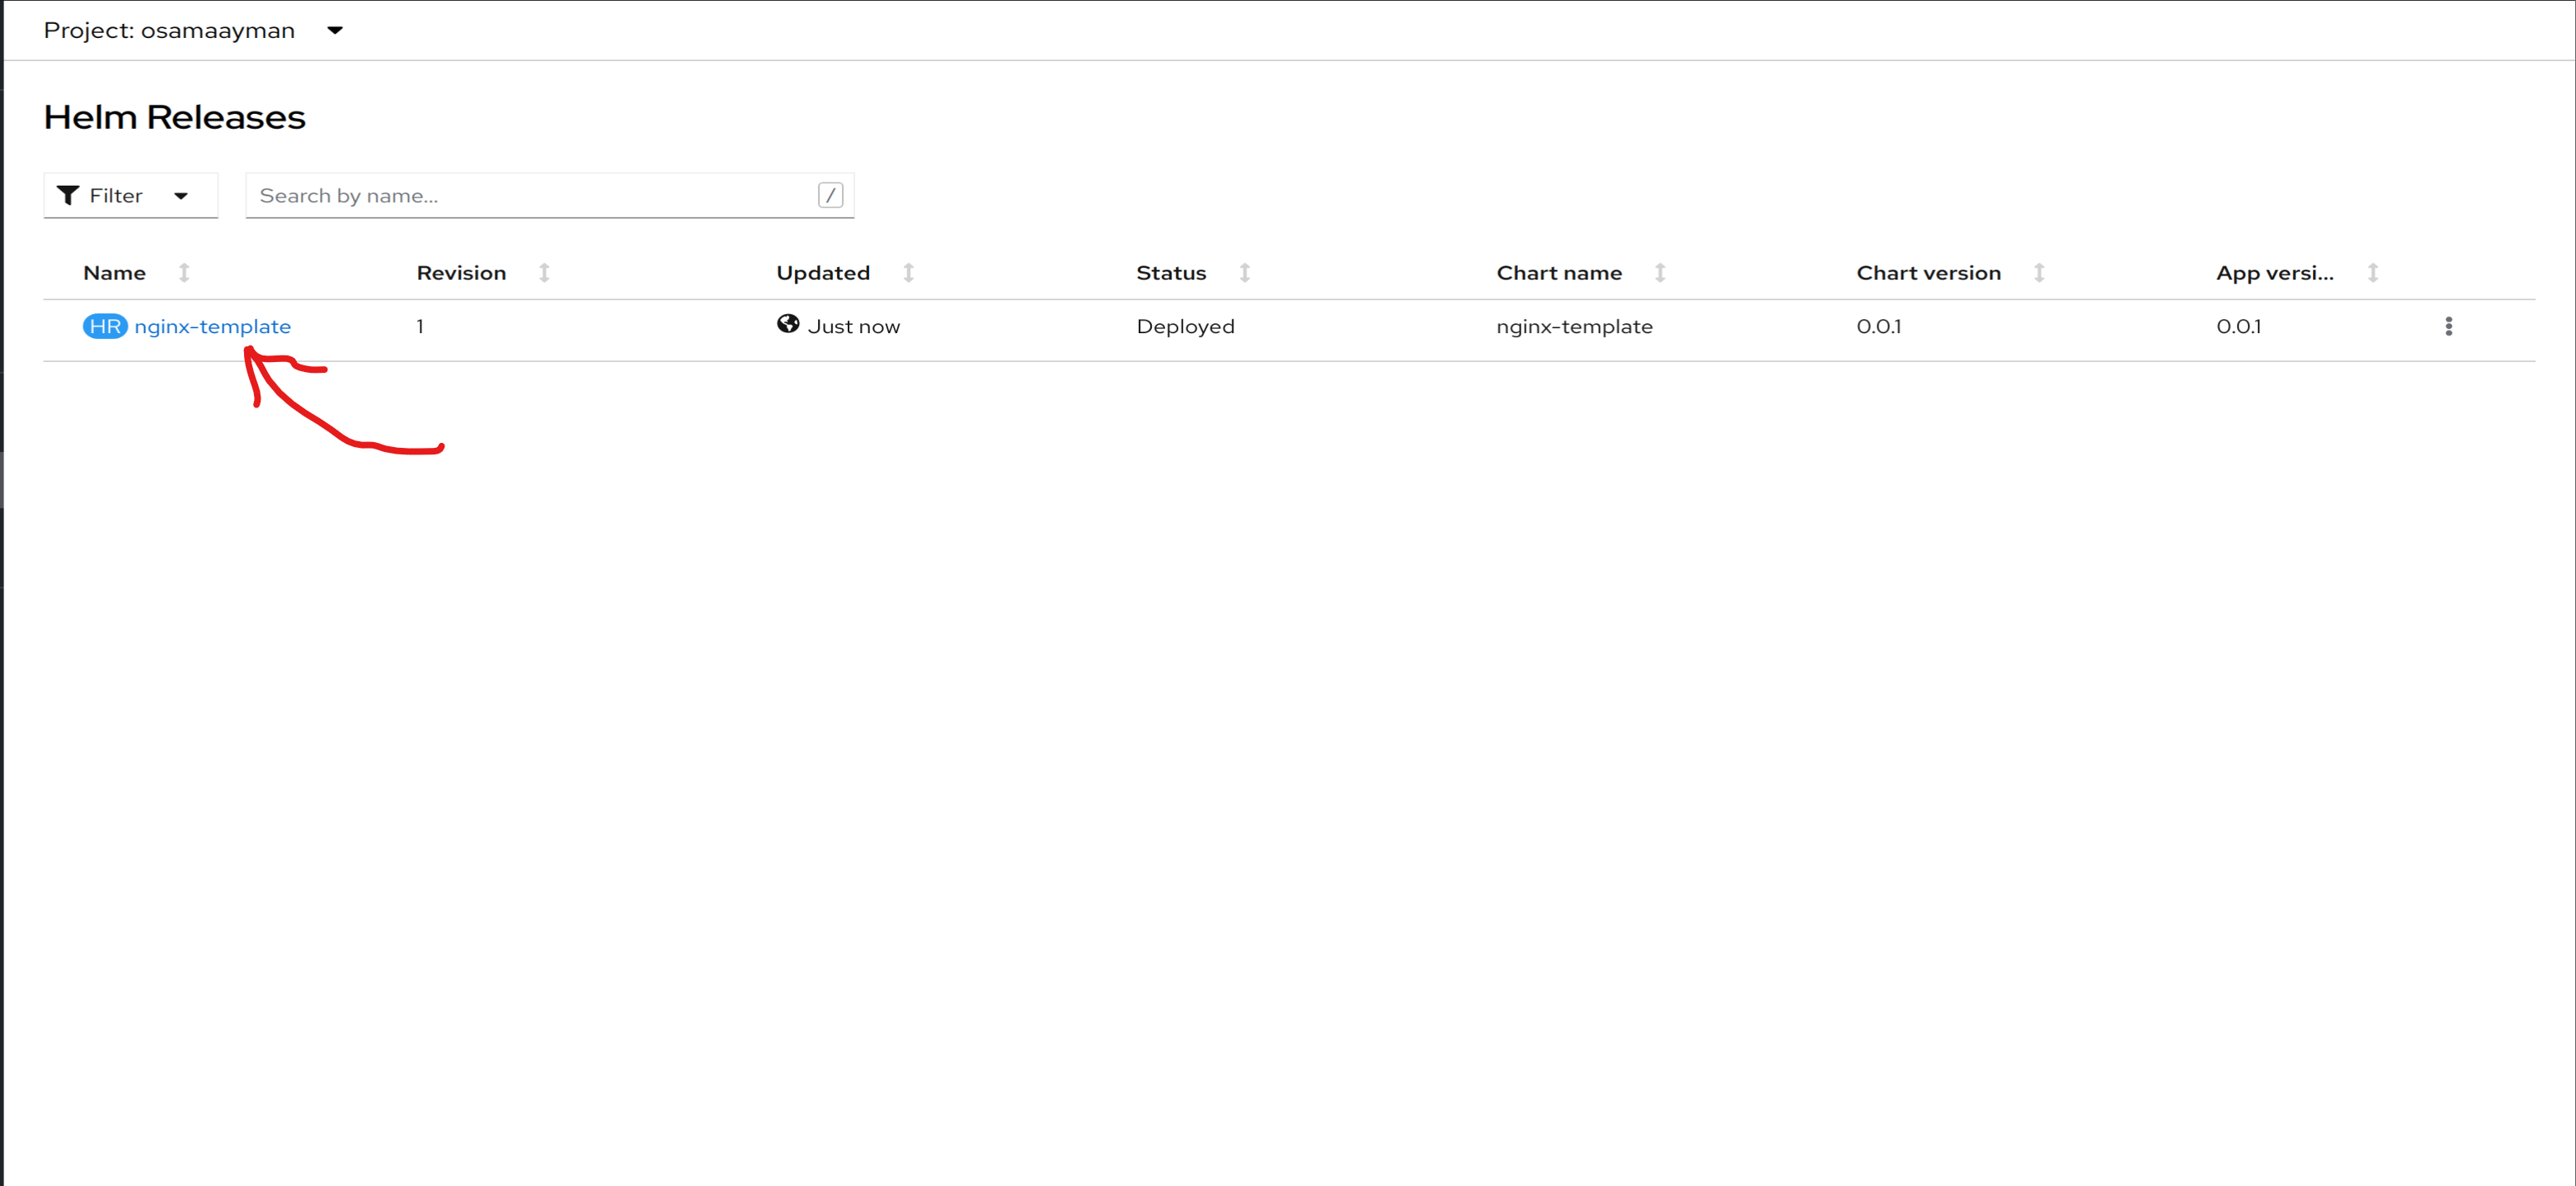 Project: osamaayman
Helm Releases
Filter Search by name... /
Name Revision Updated Status Chart name Chart version App versi...
HR nginx-template 1 Just now Deployed nginx-template 0.0.1 0.0.1